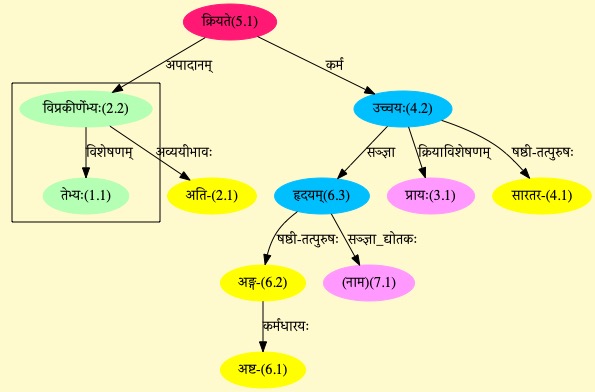 क्रियते(5.1)
अपादानम् कर्म
विप्रकीर्णेभ्यः(2.2) उच्चयः(4.2)
विशेषणम् अव्ययीभावः सञ्ज्ञा क्रियाविशेषणम् षष्ठी-तत्पुरुषः
तेभ्यः(1.1) अति-(2.1) हृदयम्(6.3) प्रायः(3.1) सारतर-(4.1)
षष्ठी-तत्पुरुषः सञ्ज्ञा_द्योतकः
अङ्ग-(6.2) (नाम)(7.1)
कर्मधारयः
अष्ट-(6.1)